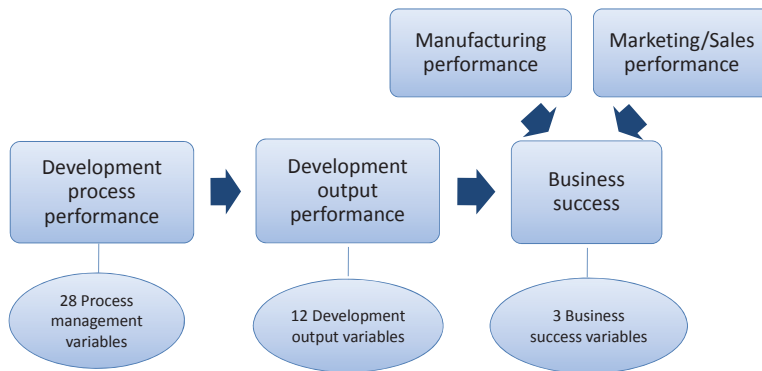 Manufacturing
performance
Marketing/Sales
performance
Development
process
performance
Development
output
performance
Business
success
28 Process
management
variables
12 Development
output variables
3 Business
success variables